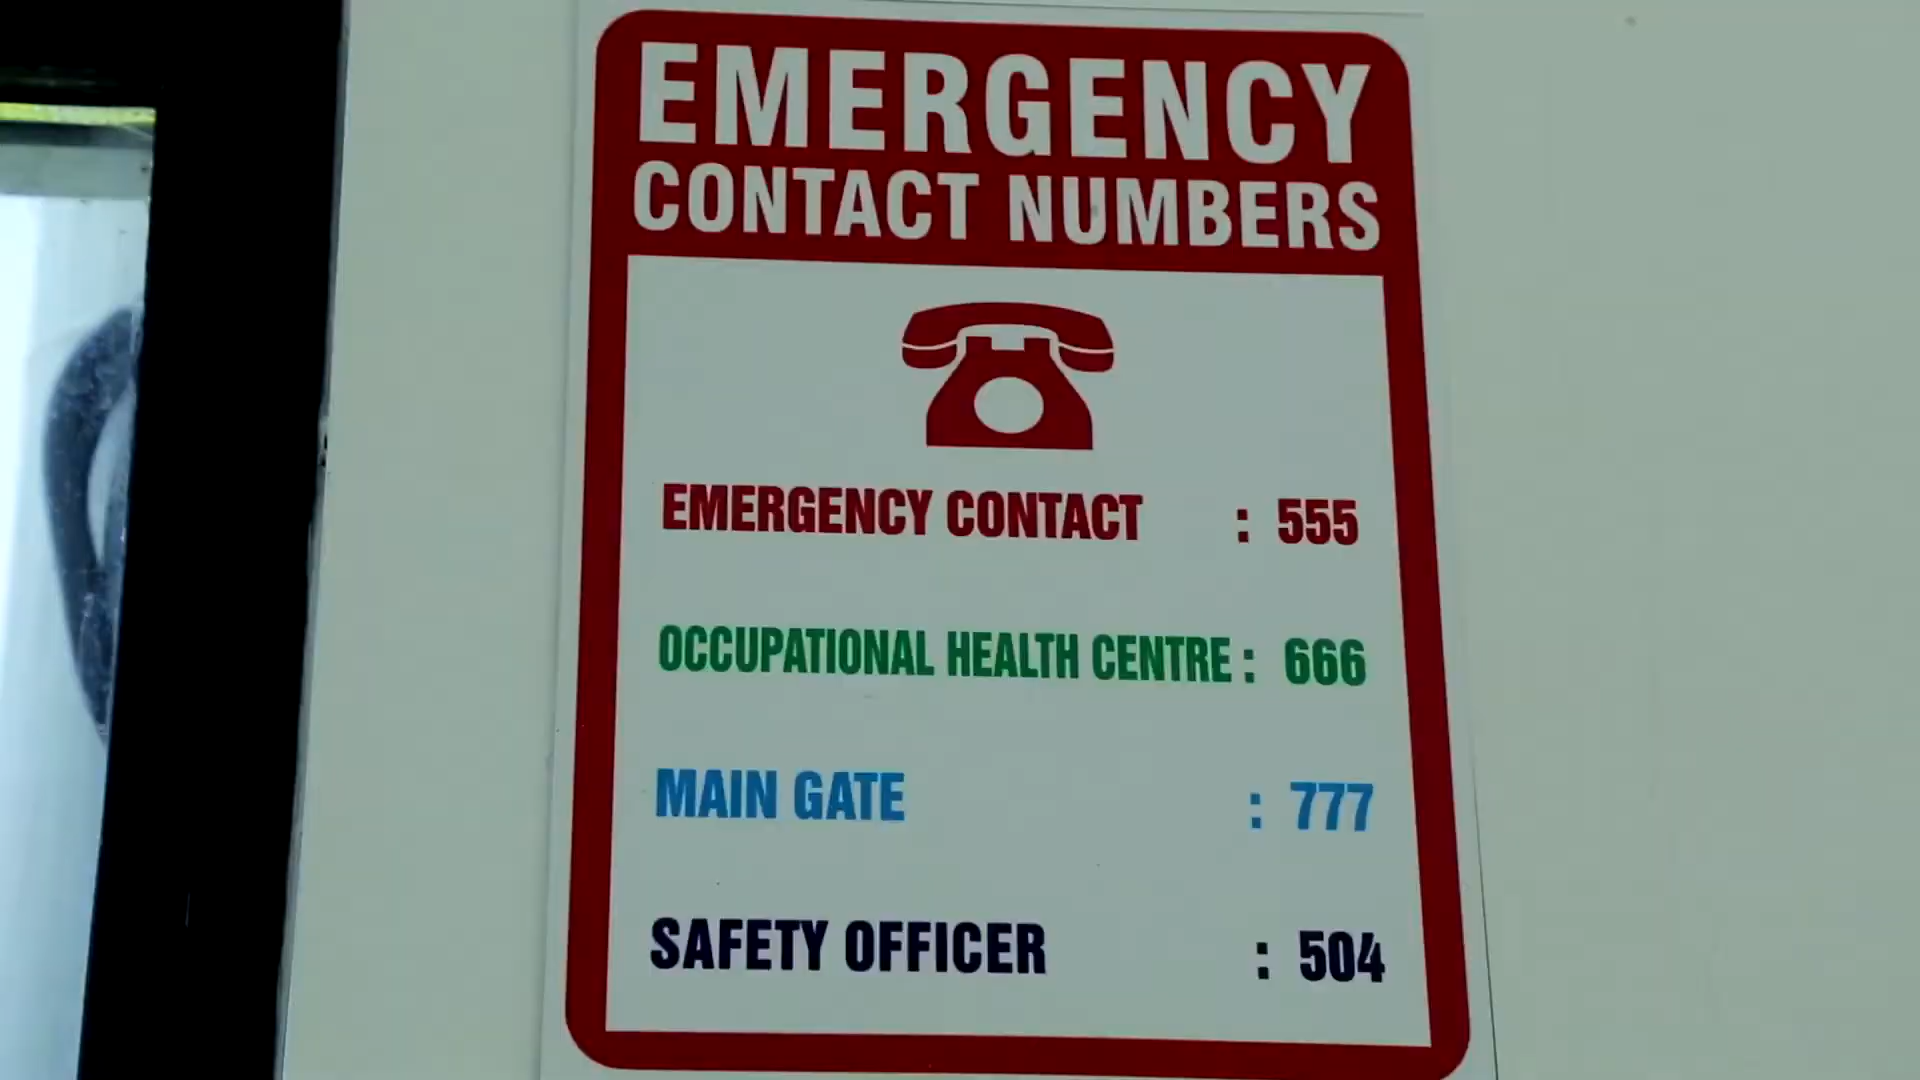 EMERGENCY
CONTACT NUMBERS
EMERGENCY CONTACT : 555
OCCUPATIONAL HEALTH CENTRE : 666
MAIN GATE : 777
SAFETY OFFICER : 504